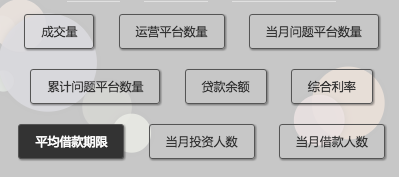 成交量 运营平台数量 当月问题平台数量
累计问题平台数量 贷款余额 综合利率
平均借款期限 当月投资人数 当月借款人数